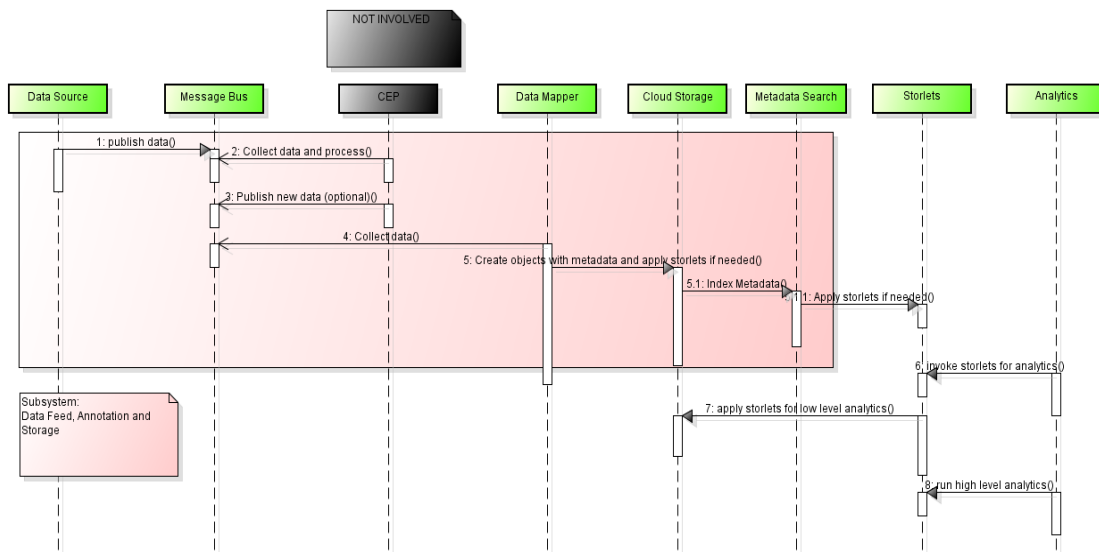 NOT INVOLVED
Data Source
Message Bus
CEP
Data Mapper
Cloud Storage
Metadata Search
Storlets
Analytics
1: publish data()
2: Collect data and process()
3: Publish new data (optional)()
4: Collect data()
5: Create objects with metadata and apply storlets if needed()
5.1: Index Metadata()
5.1.1: Apply storlets if needed()
6: invoke storlets for analytics()
Subsystem:
Data Feed, Annotation and
Storage
7: apply storlets for low level analytics()
8: run high level analytics()